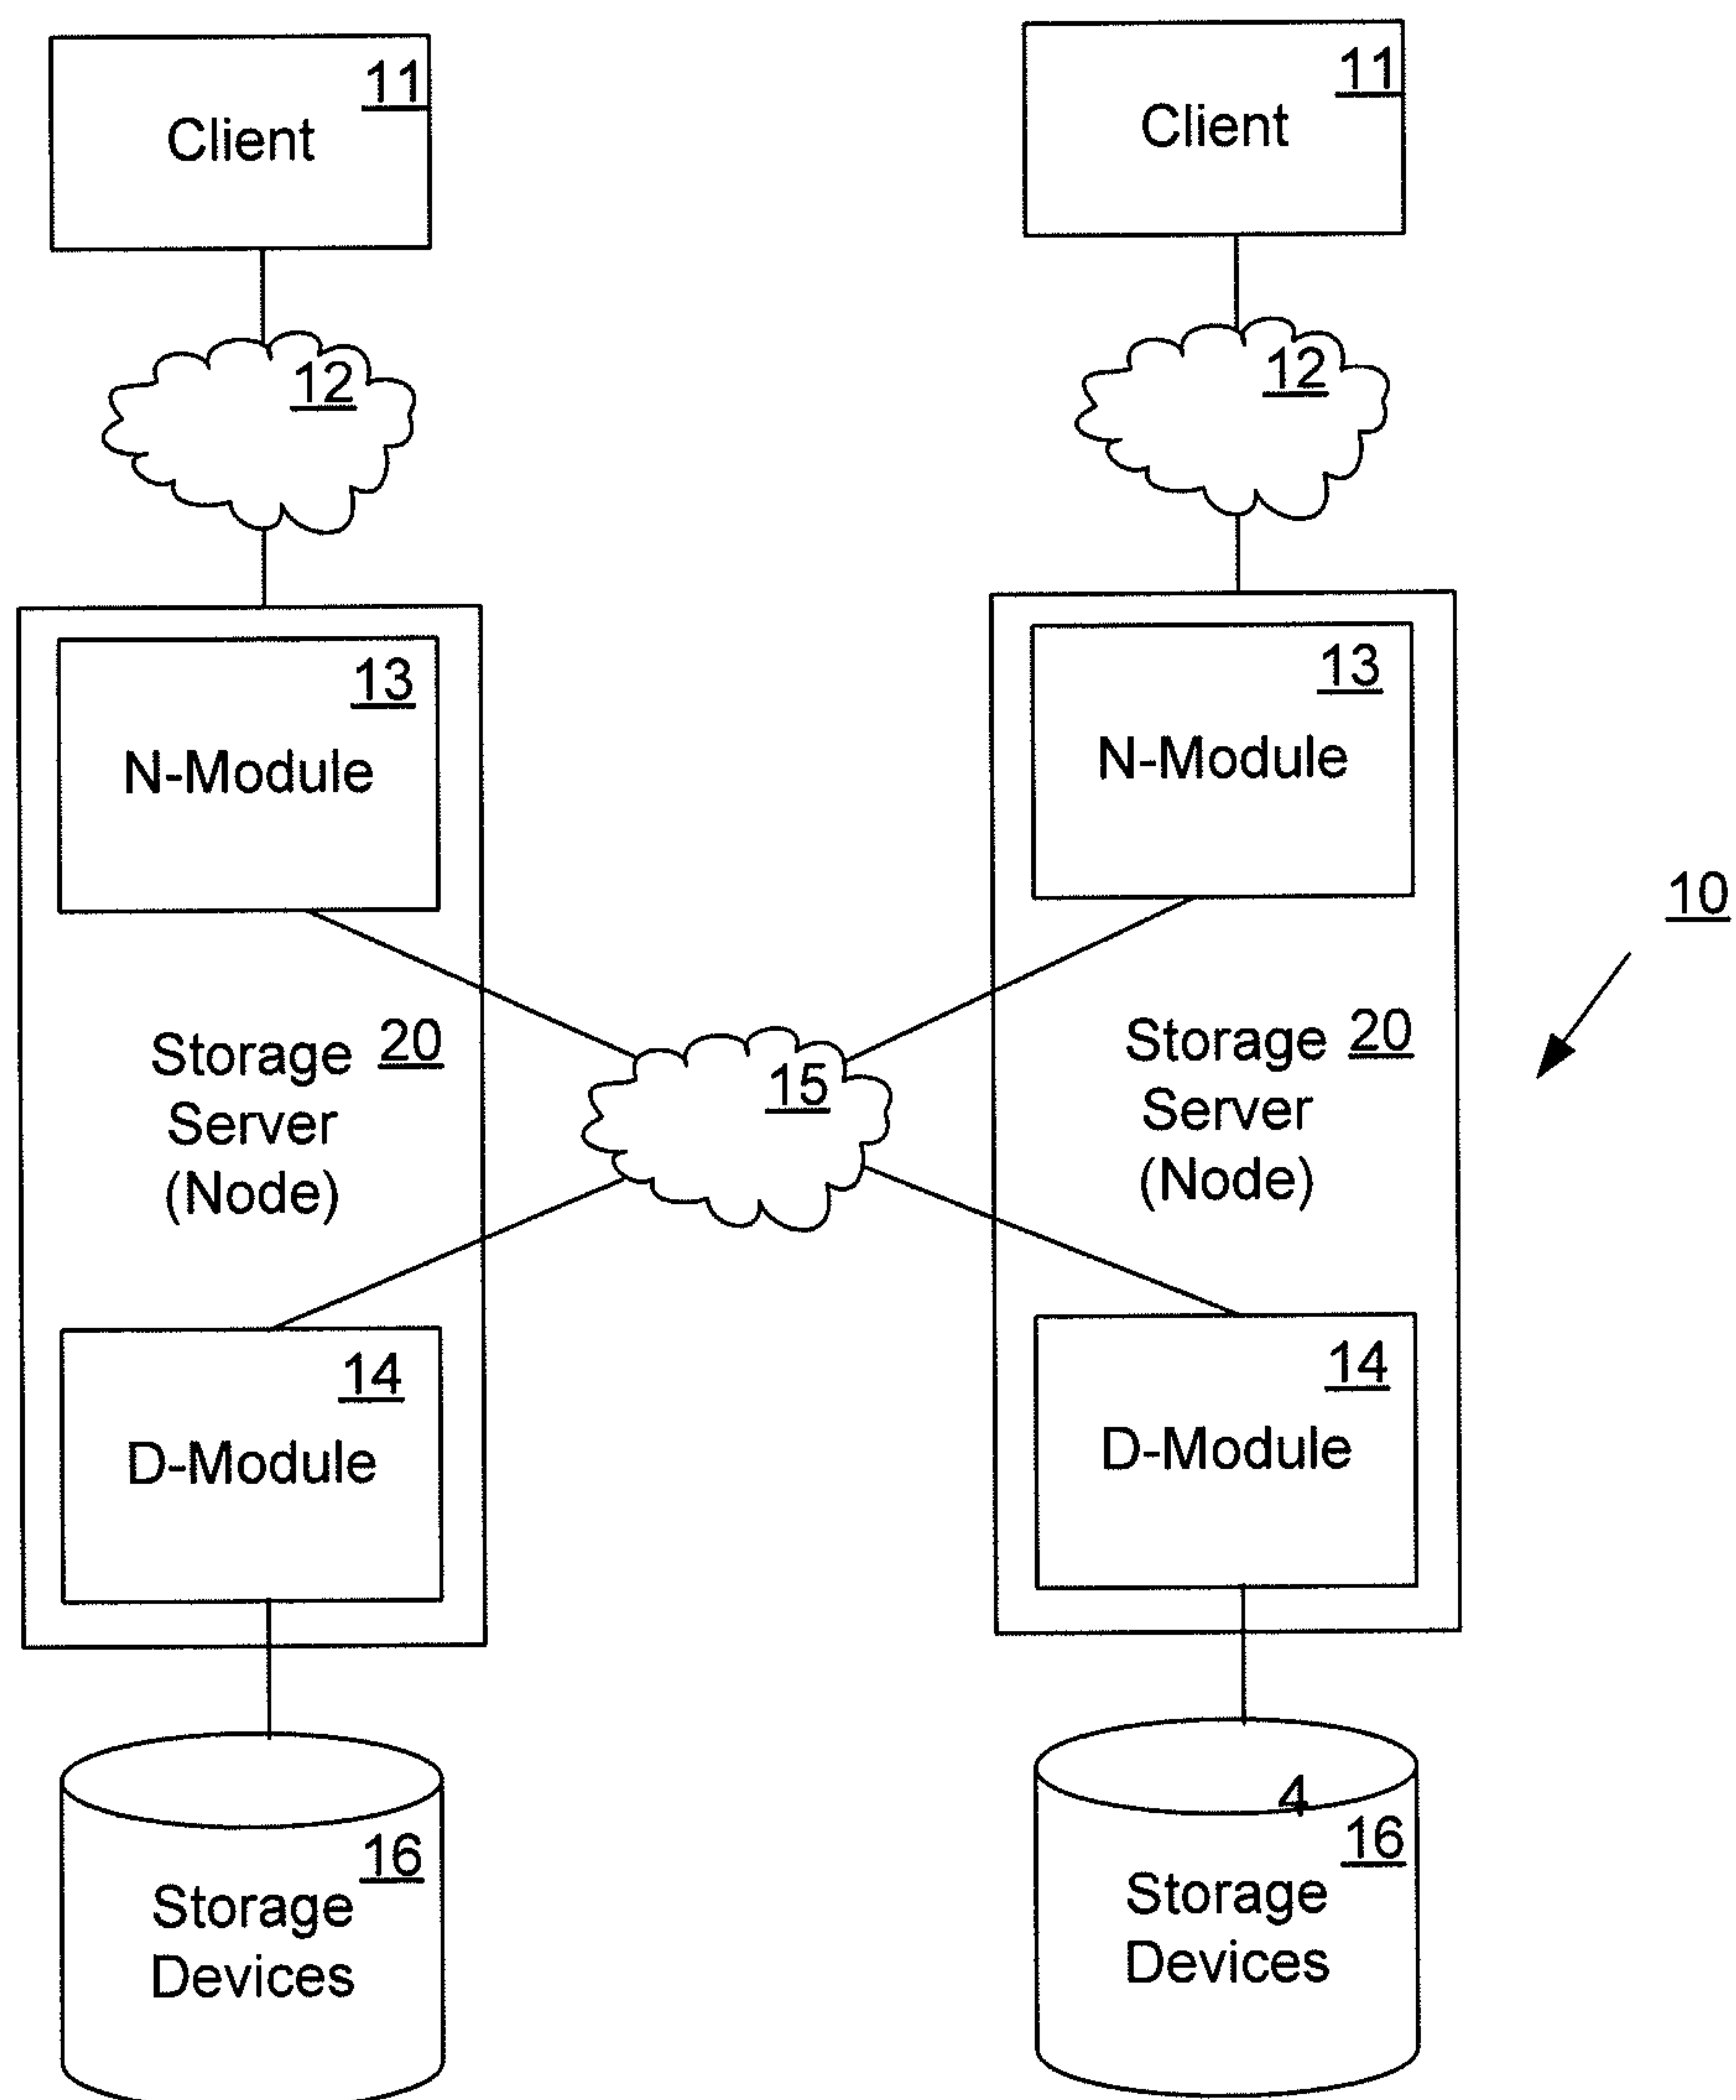 11
Client
11
Client
12
12
13
N-Module
13
N-Module
10
Storage 20
Server
(Node)
15
Storage 20
Server
(Node)
14
D-Module
14
D-Module
16
Storage
Devices
4
16
Storage
Devices